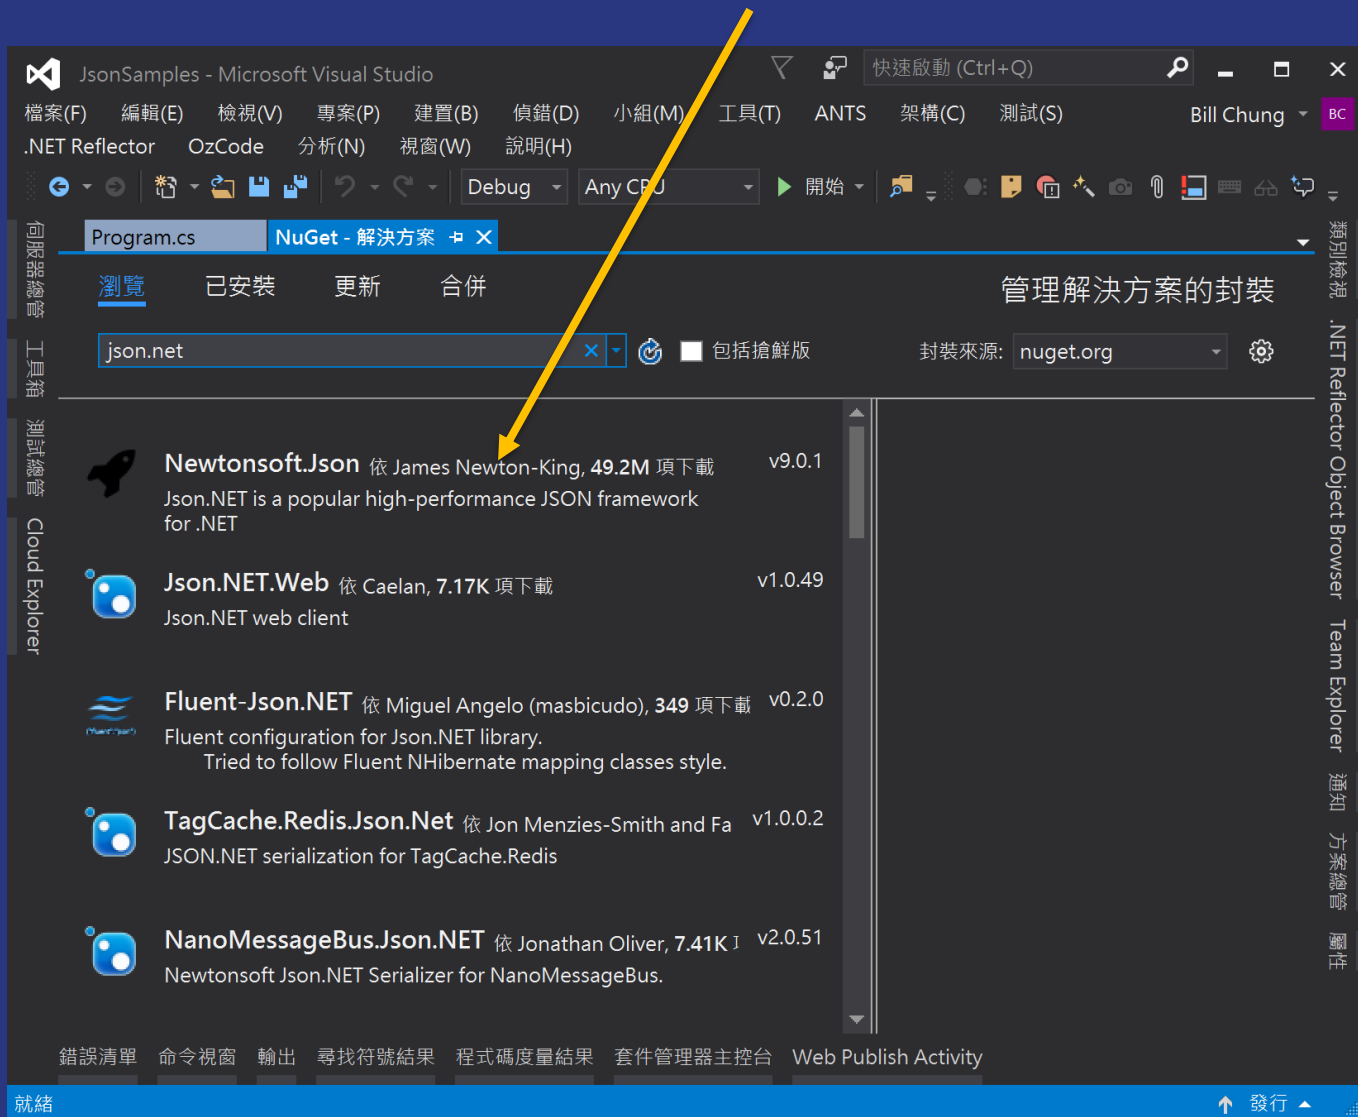 JsonSamples - Microsoft Visual Studio
快速啟動 (Ctrl+Q)
檔案(F) 編輯(E) 檢視(V) 專案(P) 建置(B) 偵錯(D) 小組(M) 工具(T) ANTS 架構(C) 測試(S) Bill Chung BC
.NET Reflector OzCode 分析(N) 視窗(W) 說明(H)
Debug Any CPU 開始
Program.cs NuGet - 解決方案
瀏覽 已安裝 更新 合併 管理解決方案的封裝
json.net 包括搶鮮版 封裝來源: nuget.org
Newtonsoft.Json 依 James Newton-King, 49.2M 項下載 v9.0.1
Json.NET is a popular high-performance JSON framework
for .NET
Json.NET.Web 依 Caelan, 7.17K 項下載 v1.0.49
Json.NET web client
Fluent-Json.NET 依 Miguel Angelo (masbicudo), 349 項下載 v0.2.0
Fluent configuration for Json.NET library.
Tried to follow Fluent NHibernate mapping classes style.
TagCache.Redis.Json.Net 依 Jon Menzies-Smith and Fa v1.0.0.2
JSON.NET serialization for TagCache.Redis
NanoMessageBus.Json.NET 依 Jonathan Oliver, 7.41K v2.0.51
Newtonsoft Json.NET Serializer for NanoMessageBus.
伺服器總管
工具箱
測試總管
Cloud Explorer
類別檢視
.NET Reflector Object Browser
Team Explorer
通知
方案總管
屬性
錯誤清單 命令視窗 輸出 尋找符號結果 程式碼度量結果 套件管理器主控台 Web Publish Activity
就緒 發行